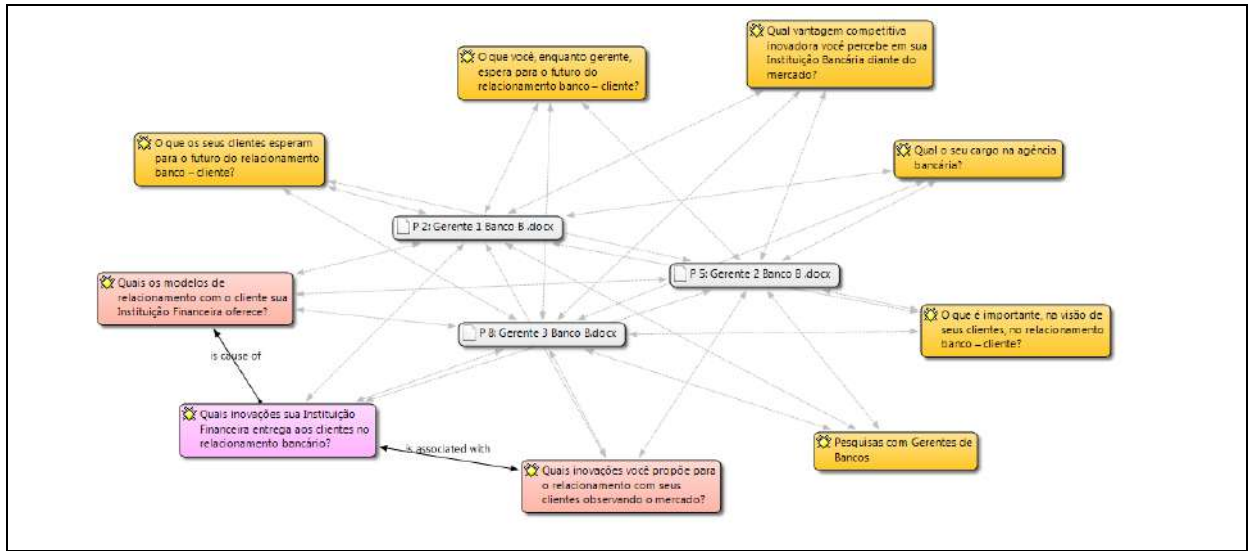 Qual vantagem competitiva
inovadora você percebe em sua
Instituição Bancária diante do
mercado?
O que você, enquanto gerente,
espera para o futuro do
relacionamento banco – cliente?
O que os seus clientes esperam
para o futuro do relacionamento
banco – cliente?
Qual o seu cargo na agência
bancária?
P 2: Gerente 1 Banco B .docx
P 5: Gerente 2 Banco B .docx
Quais os modelos de
relacionamento com o cliente sua
Instituição Financeira oferece?
P 8: Gerente 3 Banco B.docx
O que é importante, na visão de
seus clientes, no relacionamento
banco – cliente?
is cause of
Quais inovações sua Instituição
Financeira entrega aos clientes no
relacionamento bancário?
is associated with
Pesquisas com Gerentes de
Bancos
Quais inovações você propõe para
o relacionamento com seus
clientes observando o mercado?